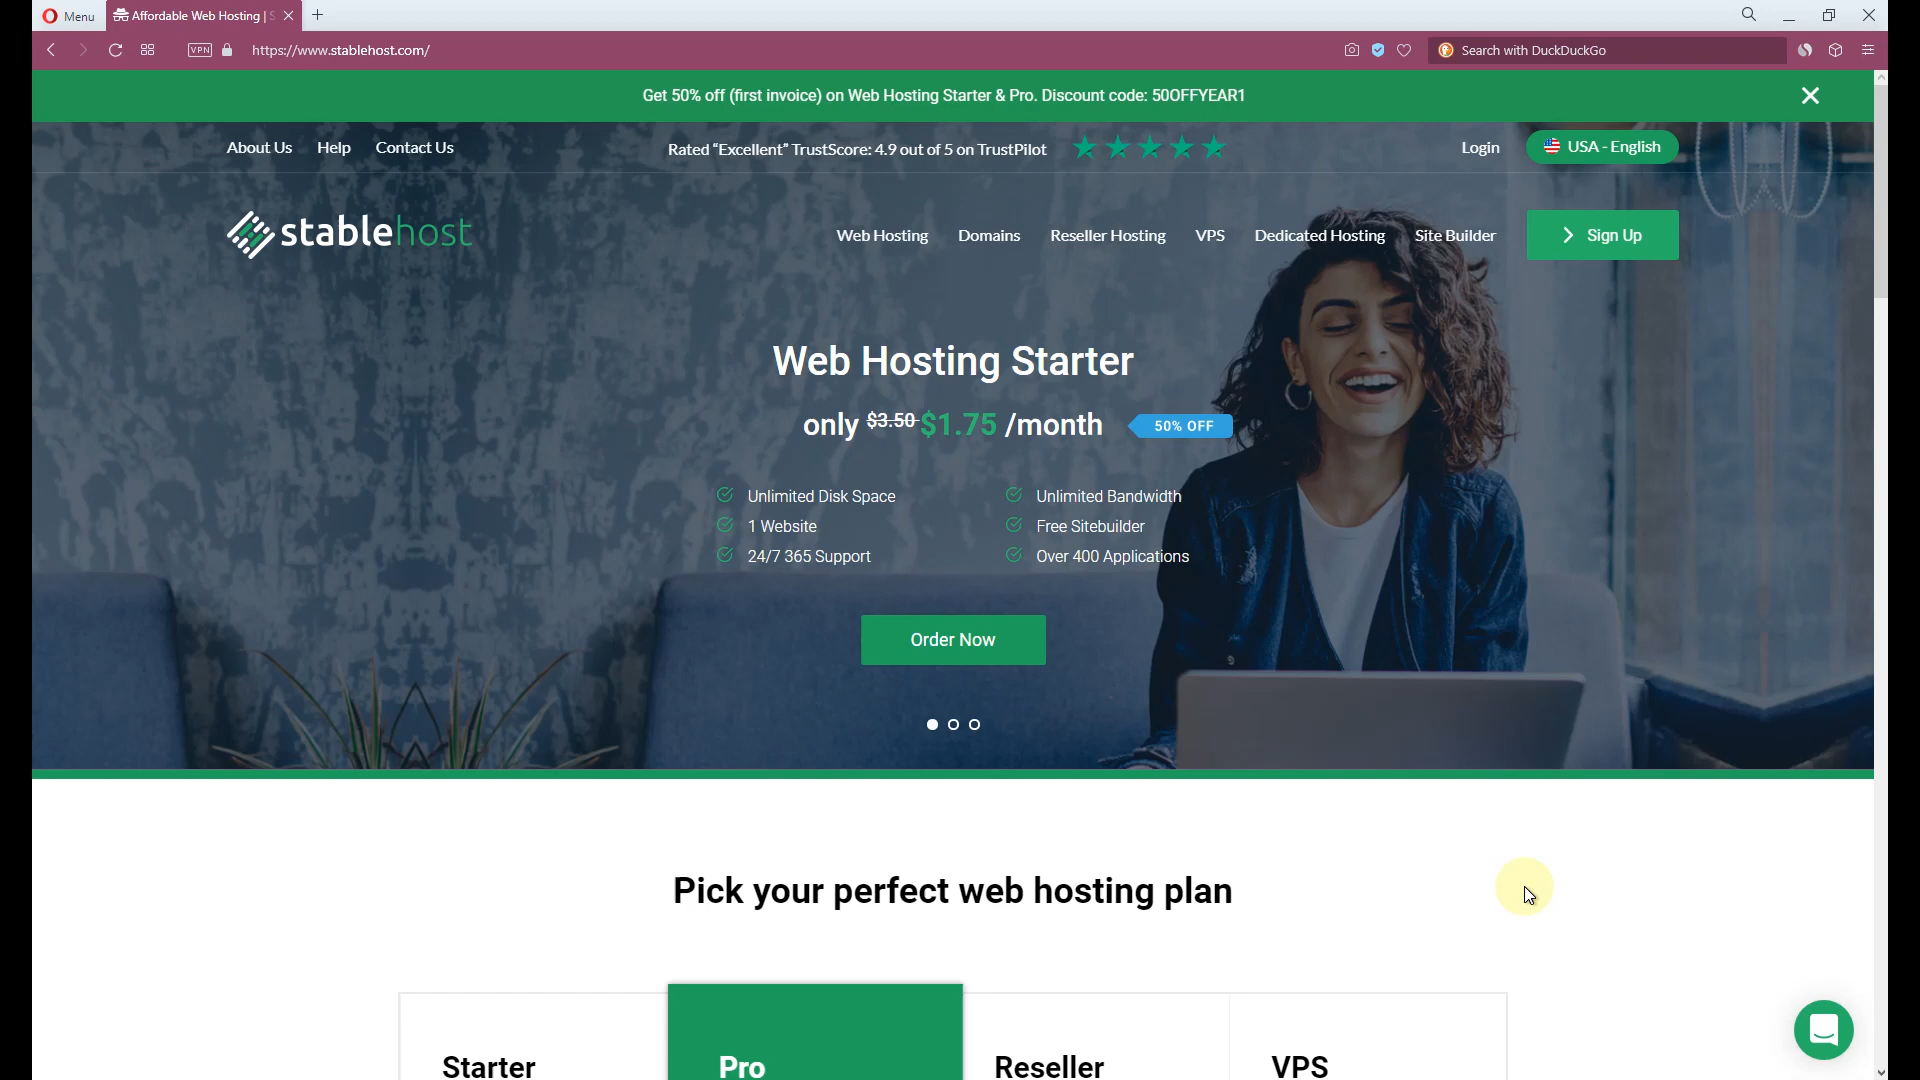 Menu
Affordable Web Hosting | S
VPN
https://www.stablehost.com/
Search with DuckDuckGo
Get 50% off (first invoice) on Web Hosting Starter & Pro. Discount code: 50OFFYEAR1
About Us Help Contact Us
Rated “Excellent” TrustScore: 4.9 out of 5 on TrustPilot
Login
USA - English
stablehost
Web Hosting Domains Reseller Hosting VPS Dedicated Hosting Site Builder
Sign Up
Web Hosting Starter
only $3.50 $1.75 /month
50% OFF
Unlimited Disk Space
Unlimited Bandwidth
1 Website
Free Sitebuilder
24/7 365 Support
Over 400 Applications
Order Now
Pick your perfect web hosting plan
Starter
Pro
Reseller
VPS